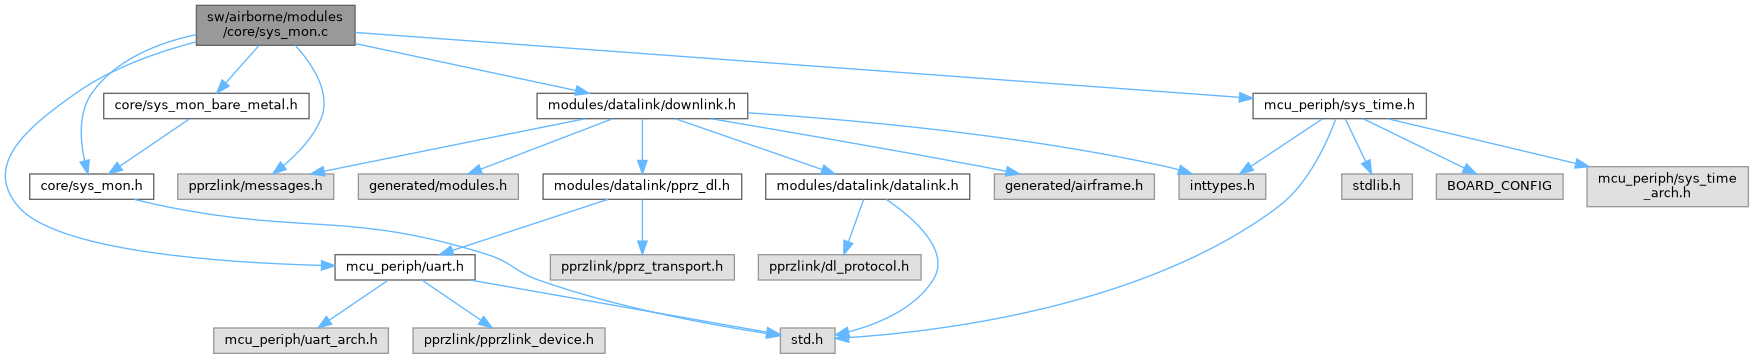 sw/airborne/modules
/core/sys_mon.c
core/sys_mon_bare_metal.h
modules/datalink/downlink.h
mcu_periph/sys_time.h
core/sys_mon.h
pprzlink/messages.h
generated/modules.h
modules/datalink/pprz_dl.h
modules/datalink/datalink.h
generated/airframe.h
inttypes.h
stdlib.h
BOARD_CONFIG
mcu_periph/sys_time
_arch.h
mcu_periph/uart.h
pprzlink/pprz_transport.h
pprzlink/dl_protocol.h
mcu_periph/uart_arch.h
pprzlink/pprzlink_device.h
std.h